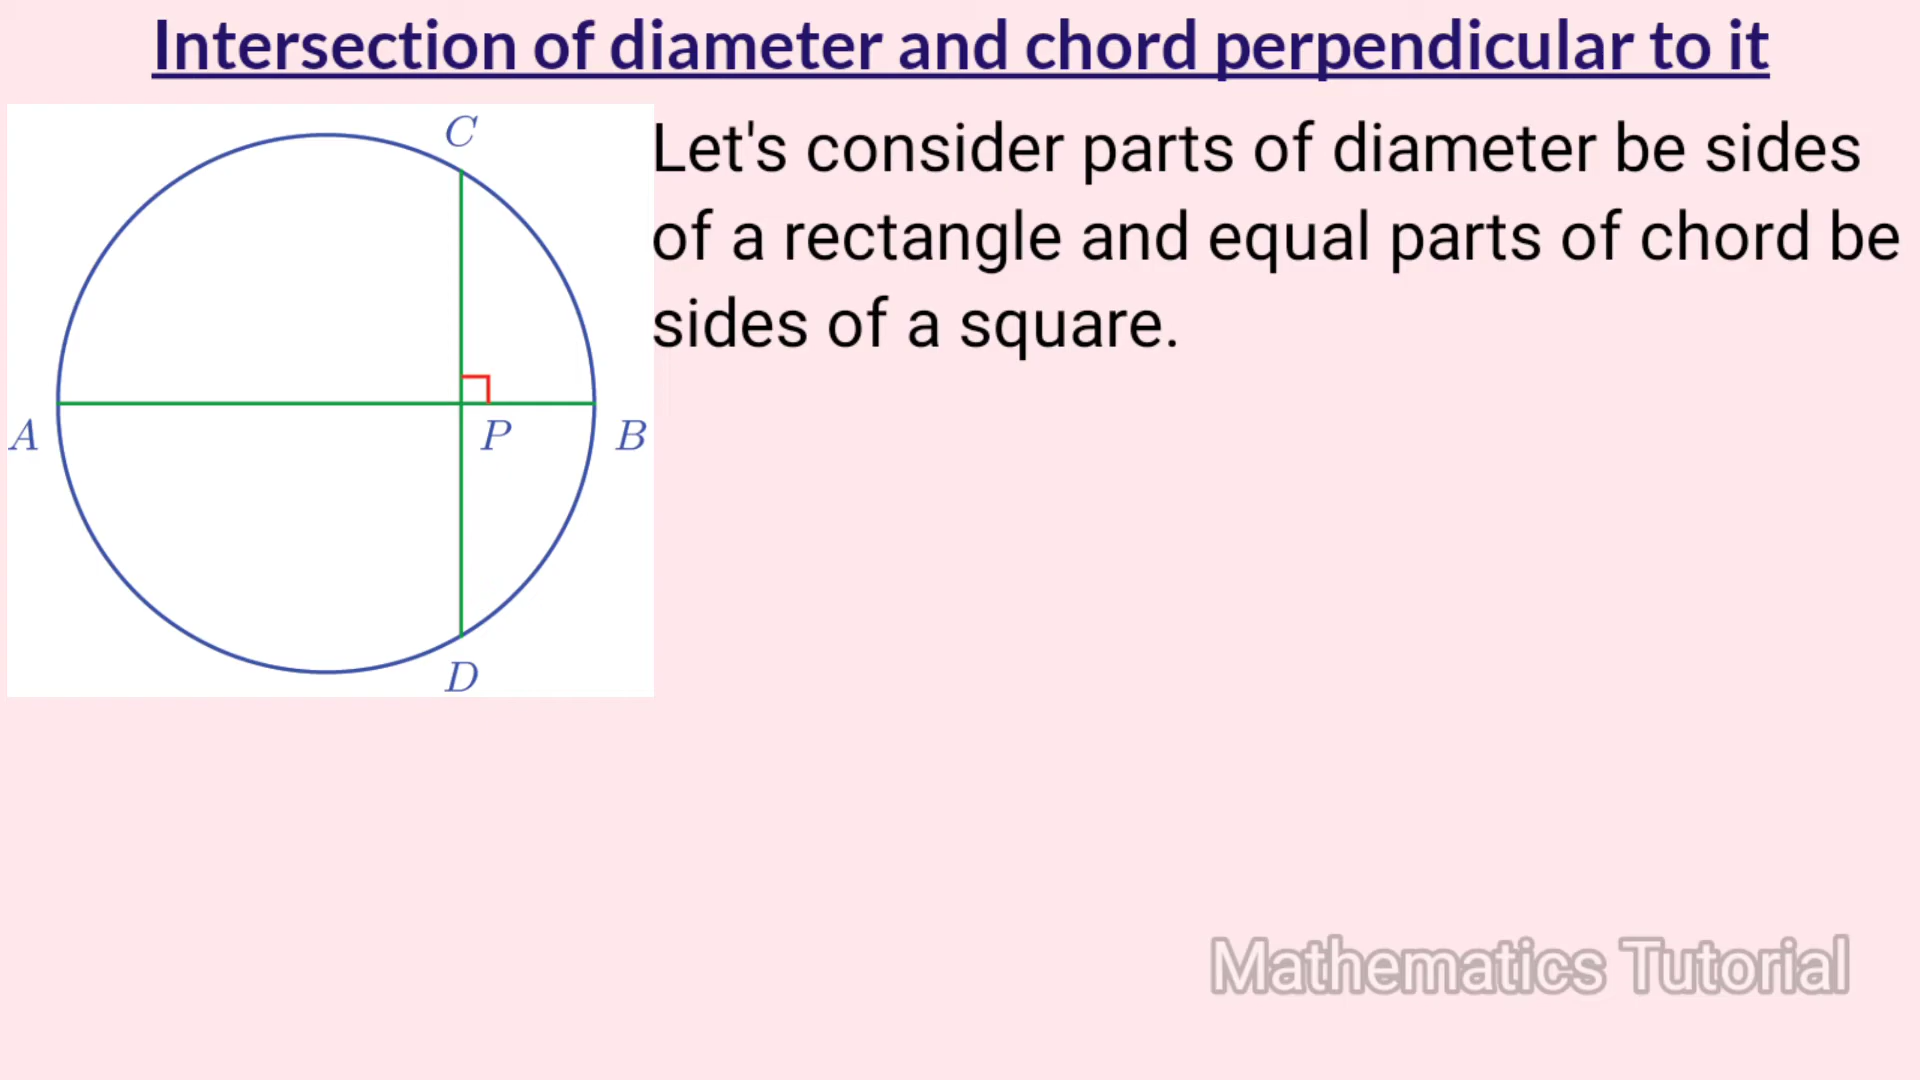 Intersection of diameter and chord perpendicular to it
C
Let's consider parts of diameter be sides
of a rectangle and equal parts of chord be
sides of a square.
A
P
B
D
Mathematics Tutorial